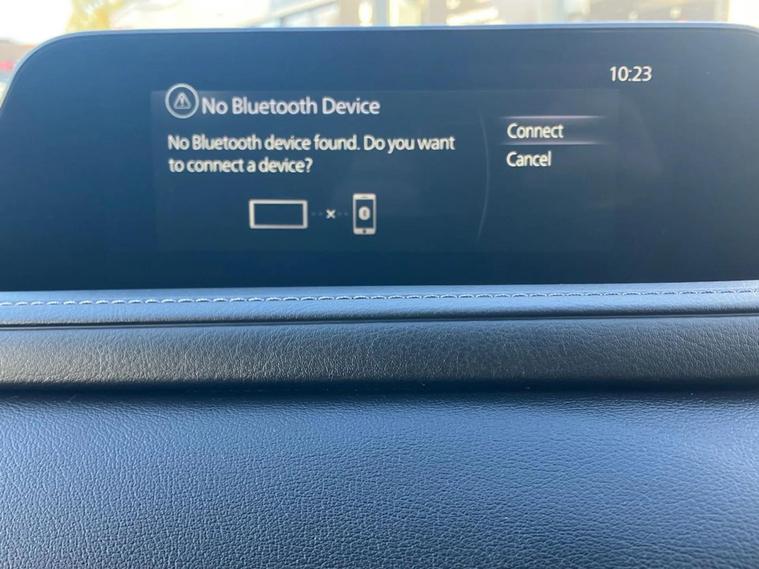 10:23
No Bluetooth Device
No Bluetooth device found. Do you want
to connect a device?
Connect
Cancel